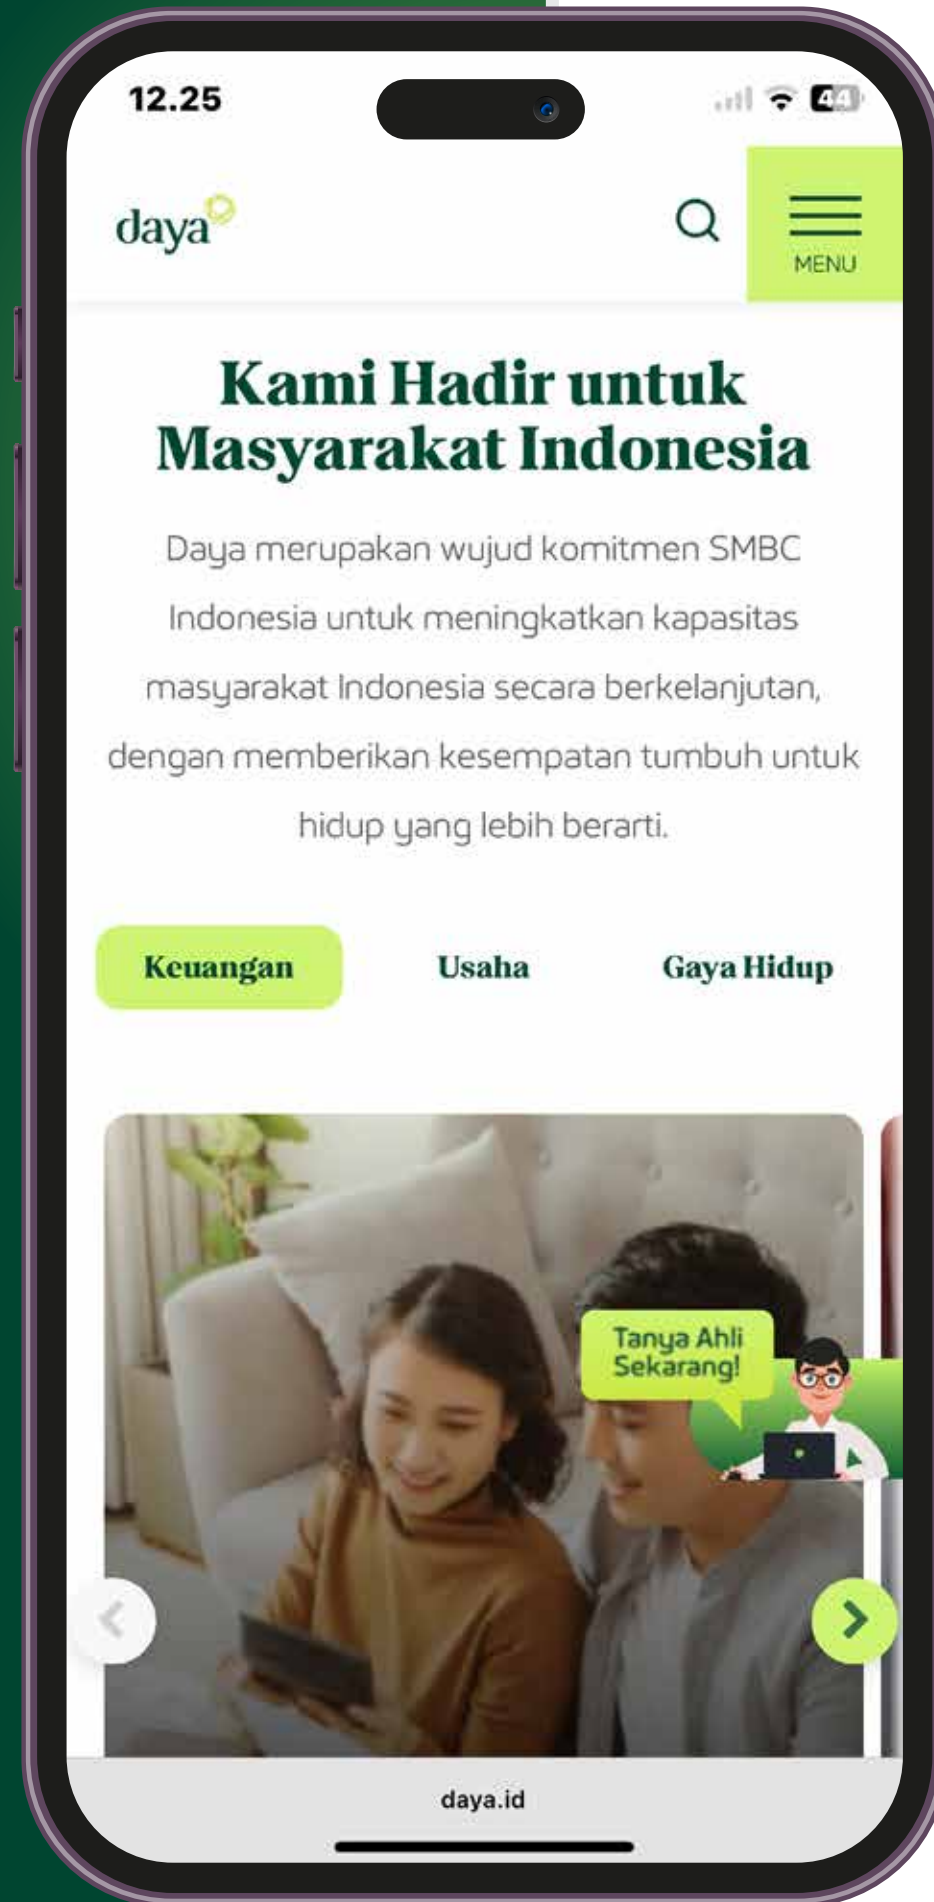 12.25
44
daya
MENU
Kami Hadir untuk
Masyarakat Indonesia
Daya merupakan wujud komitmen SMBC
Indonesia untuk meningkatkan kapasitas
masyarakat Indonesia secara berkelanjutan,
dengan memberikan kesempatan tumbuh untuk
hidup yang lebih berarti.
Keuangan Usaha Gaya Hidup
Tanya Ahli
Sekarang!
daya.id